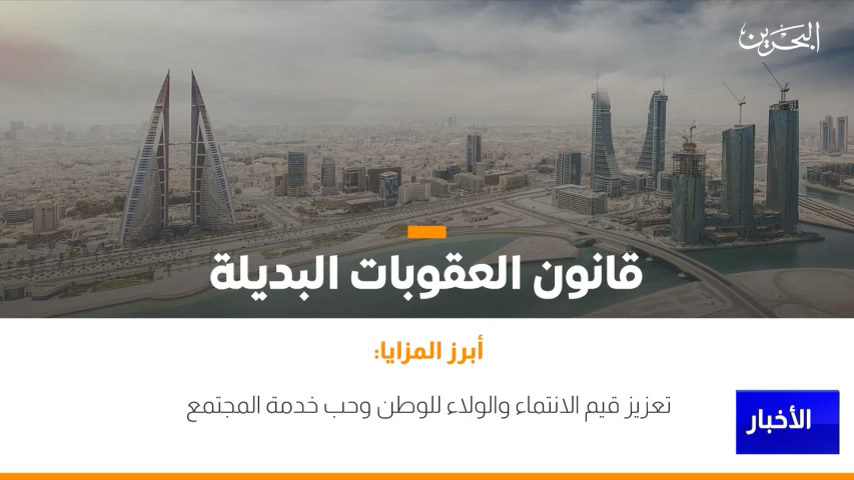 البحرين
قانون العقوبات البديلة
أبرز المزايا:
تعزيز قيم الانتماء والولاء للوطن وحب خدمة المجتمع
الأخبار